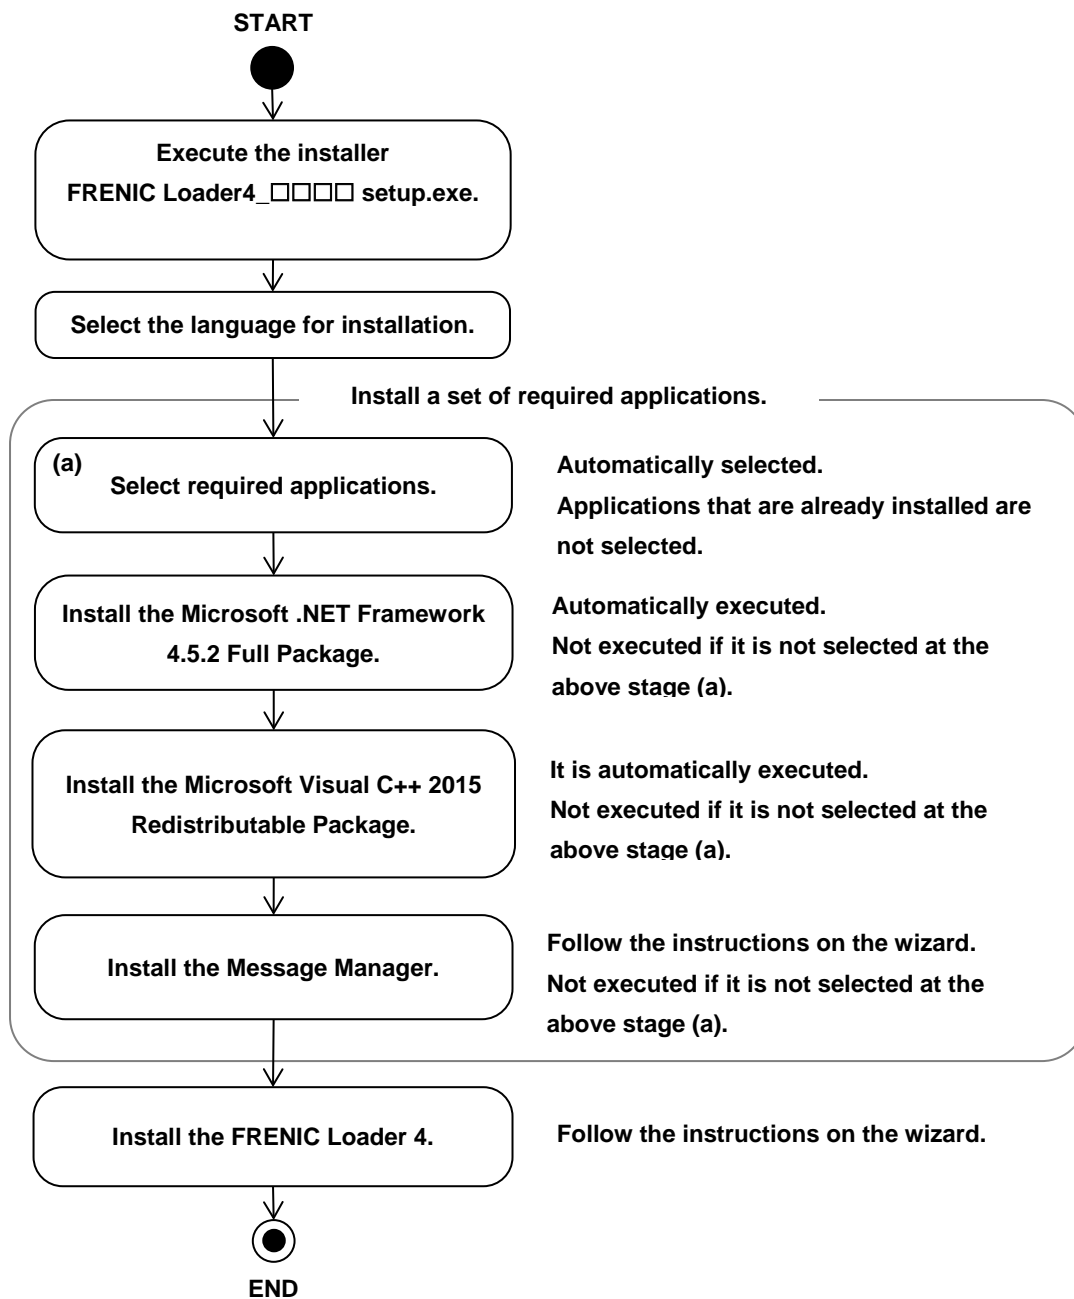 START
Execute the installer
FRENIC Loader4_□□□□ setup.exe.
Select the language for installation.
Install a set of required applications.
(a)
Select required applications.
Automatically selected.
Applications that are already installed are
not selected.
Install the Microsoft .NET Framework
4.5.2 Full Package.
Automatically executed.
Not executed if it is not selected at the
above stage (a).
Install the Microsoft Visual C++ 2015
Redistributable Package.
It is automatically executed.
Not executed if it is not selected at the
above stage (a).
Install the Message Manager.
Follow the instructions on the wizard.
Not executed if it is not selected at the
above stage (a).
Install the FRENIC Loader 4.
Follow the instructions on the wizard.
END